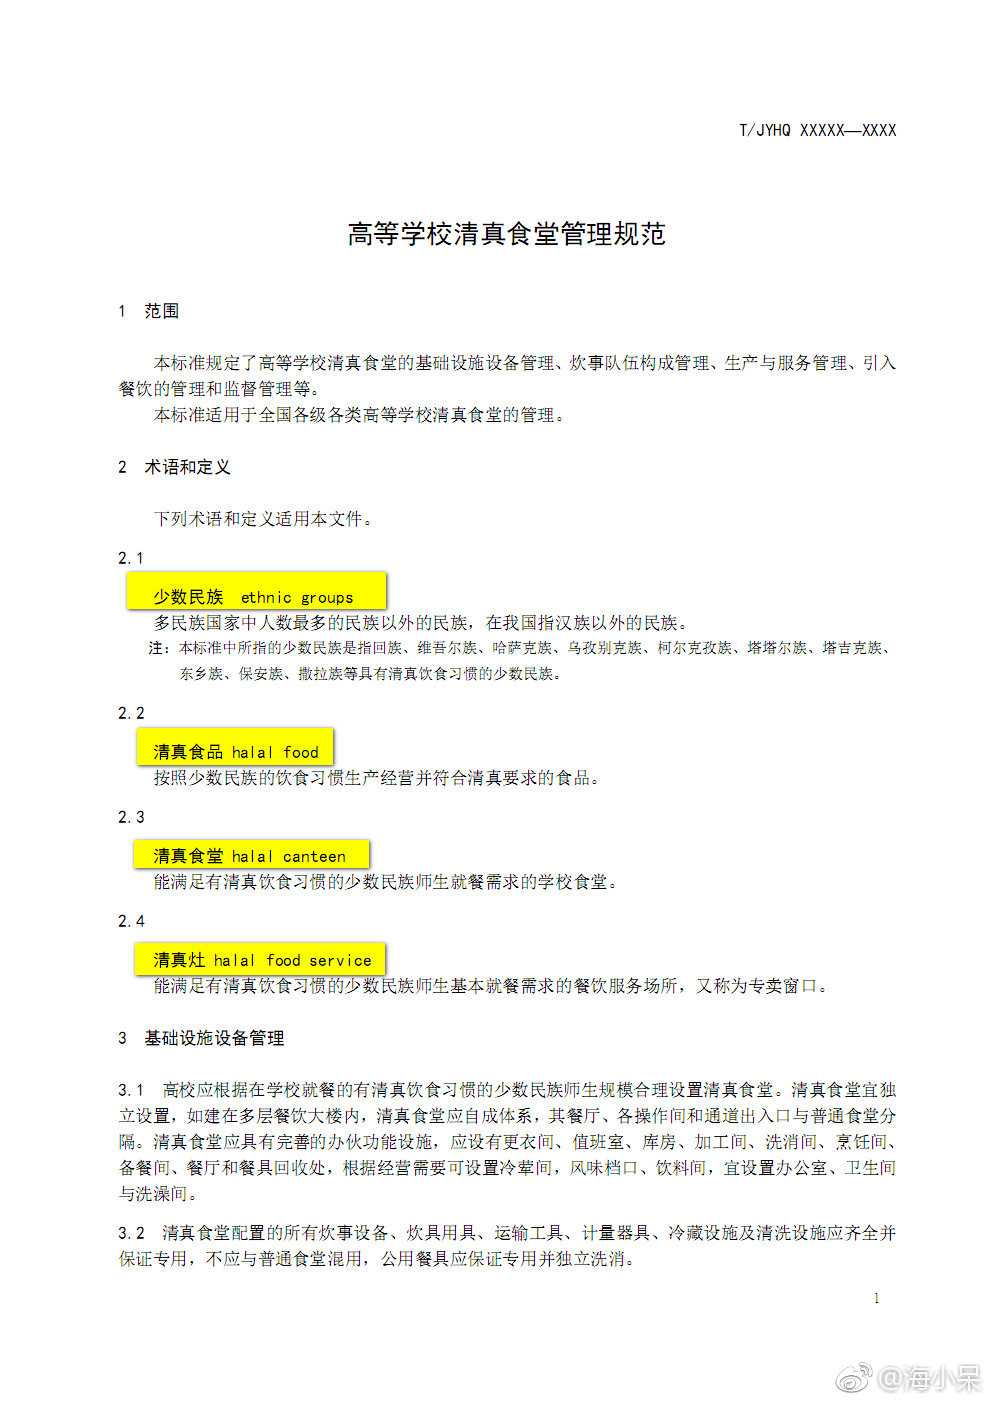 T/JYHQ XXXXX—XXXX
高等学校清真食堂管理规范
1 范围
本标准规定了高等学校清真食堂的基础设施设备管理、炊事队伍构成管理、生产与服务管理、引入
餐饮的管理和监督管理等。
本标准适用于全国各级各类高等学校清真食堂的管理。
2 术语和定义
下列术语和定义适用本文件。
2.1
少数民族 ethnic groups
多民族国家中人数最多的民族以外的民族，在我国指汉族以外的民族。
注：本标准中所指的少数民族是指回族、维吾尔族、哈萨克族、乌孜别克族、柯尔克孜族、塔塔尔族、塔吉克族、
东乡族、保安族、撒拉族等具有清真饮食习惯的少数民族。
2.2
清真食品 halal food
按照少数民族的饮食习惯生产经营并符合清真要求的食品。
2.3
清真食堂 halal canteen
能满足有清真饮食习惯的少数民族师生就餐需求的学校食堂。
2.4
清真灶 halal food service
能满足有清真饮食习惯的少数民族师生基本就餐需求的餐饮服务场所，又称为专卖窗口。
3 基础设施设备管理
3.1 高校应根据在学校就餐的有清真饮食习惯的少数民族师生规模合理设置清真食堂。清真食堂宜独
立设置，如建在多层餐饮大楼内，清真食堂应自成体系，其餐厅、各操作间和通道出入口与普通食堂分
隔。清真食堂应具有完善的办伙功能设施，应设有更衣间、值班室、库房、加工间、洗消间、烹饪间、
备餐间、餐厅和餐具回收处，根据经营需要可设置冷荤间，风味档口、饮料间，宜设置办公室、卫生间
与洗澡间。
3.2 清真食堂配置的所有炊事设备、炊具用具、运输工具、计量器具、冷藏设施及清洗设施应齐全并
保证专用，不应与普通食堂混用，公用餐具应保证专用并独立洗消。
1
@海小呆